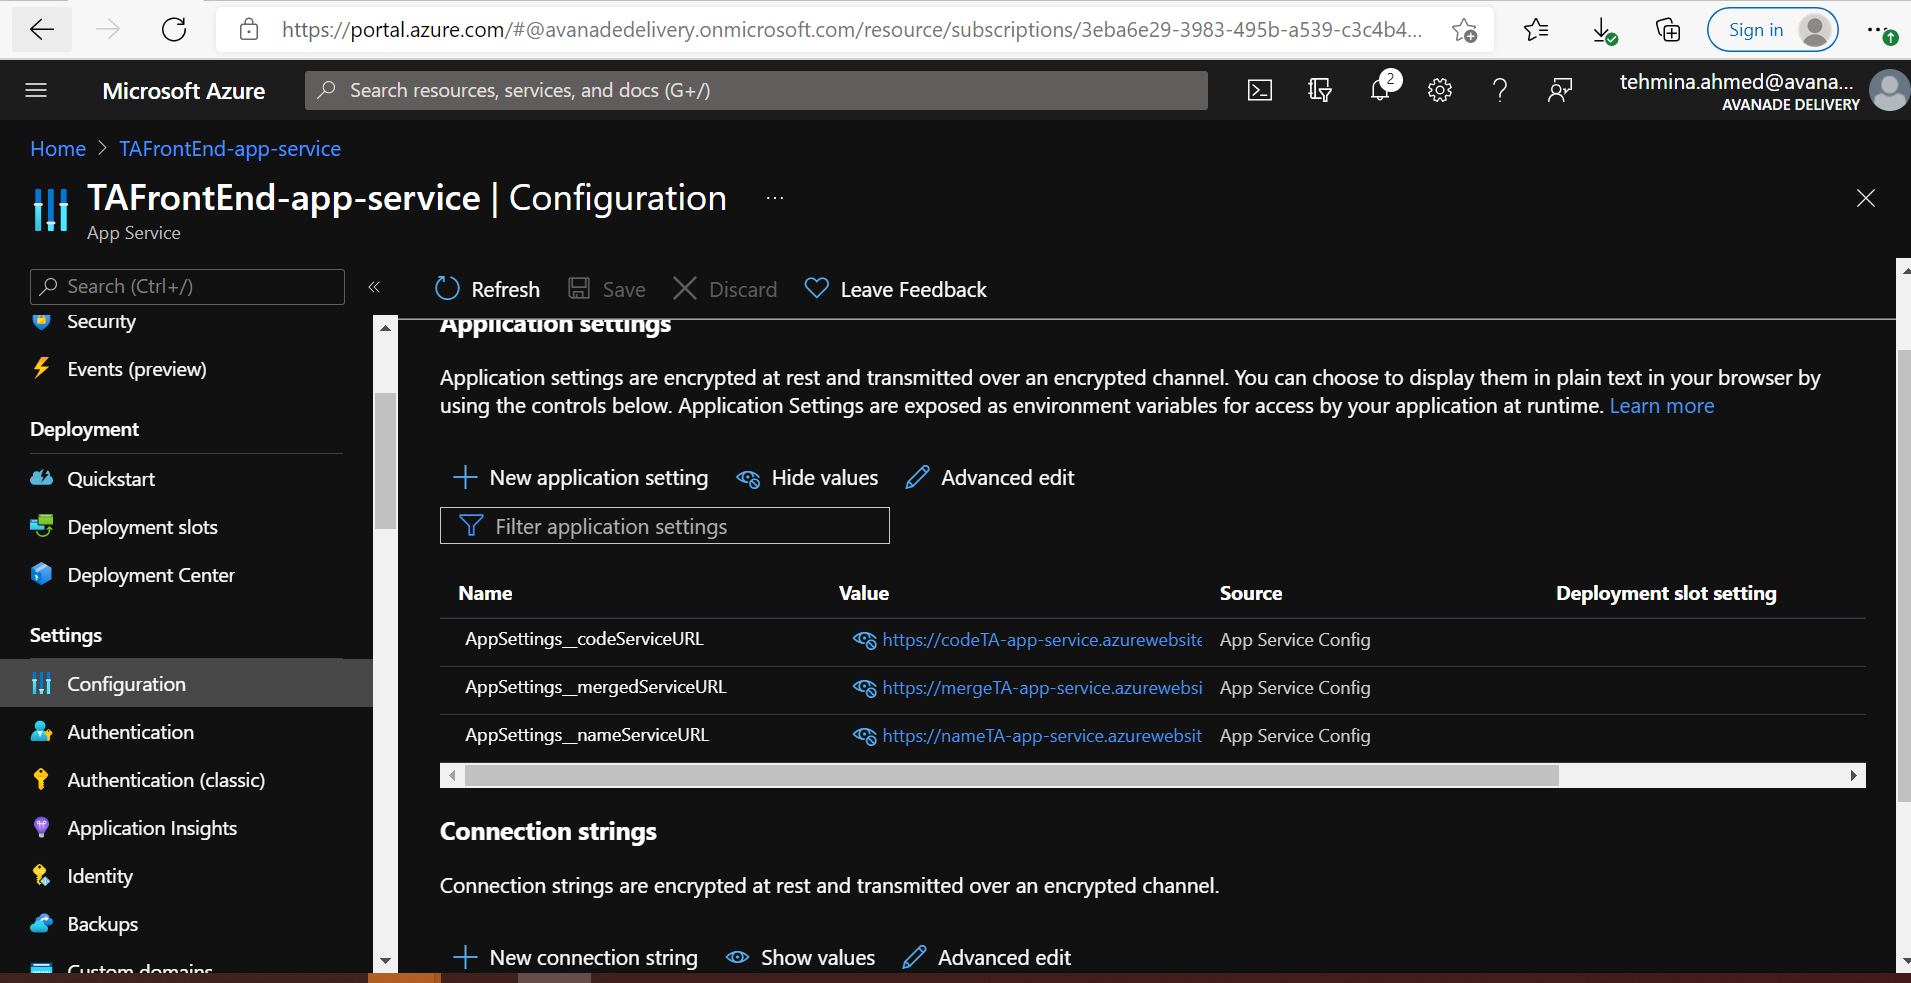 https://portal.azure.com/#@avanadedelivery.onmicrosoft.com/resource/subscriptions/3eba6e29-3983-495b-a539-c3c4b4...
Sign in
Microsoft Azure
Search resources, services, and docs (G+/)
2
tehmina.ahmed@avana...
AVANADE DELIVERY
Home > TAFrontEnd-app-service
TAFrontEnd-app-service | Configuration ...
App Service
Search (Ctrl+/)
«
Security
Events (preview)
Deployment
Quickstart
Deployment slots
Deployment Center
Settings
Configuration
Authentication
Authentication (classic)
Application Insights
Identity
Backups
Custom domains
Refresh Save Discard Leave Feedback
Application settings
Application settings are encrypted at rest and transmitted over an encrypted channel. You can choose to display them in plain text in your browser by
using the controls below. Application Settings are exposed as environment variables for access by your application at runtime. Learn more
New application setting Hide values Advanced edit
Filter application settings
Name Value Source Deployment slot setting
AppSettings__codeServiceURL https://codeTA-app-service.azurewebsite App Service Config
AppSettings__mergedServiceURL https://mergeTA-app-service.azurewebsi App Service Config
AppSettings__nameServiceURL https://nameTA-app-service.azurewebsit App Service Config
Connection strings
Connection strings are encrypted at rest and transmitted over an encrypted channel.
New connection string Show values Advanced edit